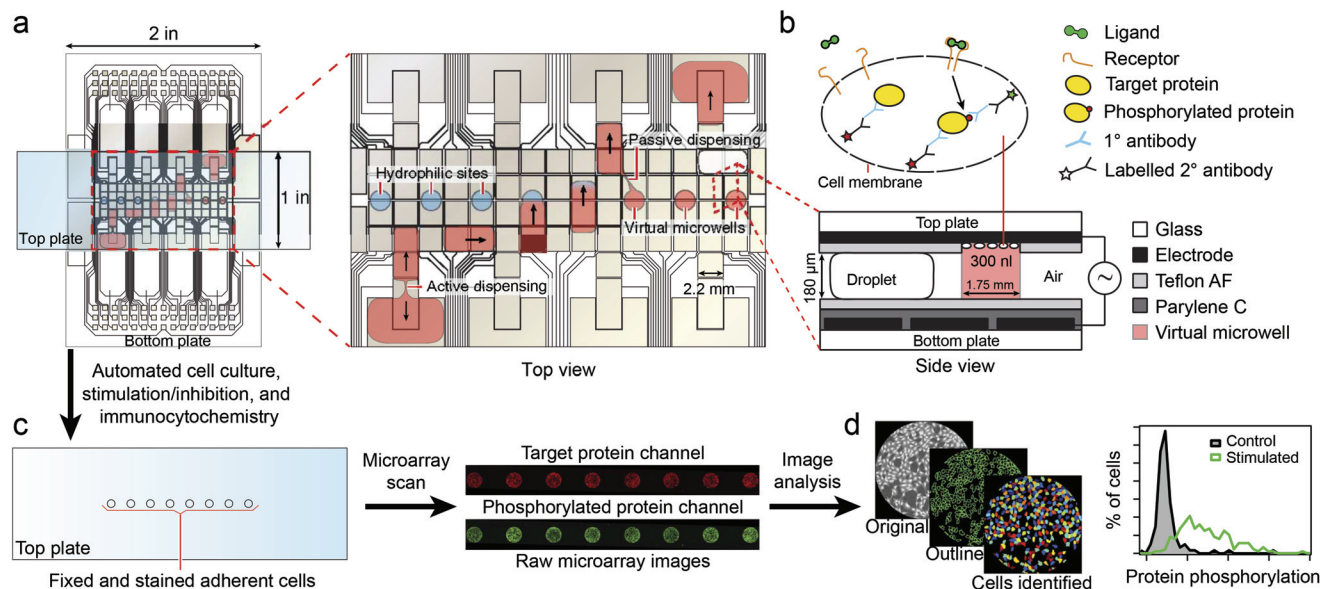 a
2 in
1 in
Top plate
Bottom plate
Hydrophilic sites
Passive dispensing
Virtual microwells
Active dispensing
2.2 mm
Top view
b
Cell membrane
Ligand
Receptor
Target protein
Phosphorylated protein
1° antibody
Labelled 2° antibody
Top plate
300 nl
Droplet
Air
180 µm
1.75 mm
Bottom plate
Side view
Glass
Electrode
Teflon AF
Parylene C
Virtual microwell
Automated cell culture,
stimulation/inhibition, and
immunocytochemistry
c
Top plate
Fixed and stained adherent cells
Microarray
scan
Target protein channel
Phosphorylated protein channel
Raw microarray images
Image
analysis
d
Original
Outline
Cells identified
% of cells
Control
Stimulated
Protein phosphorylation